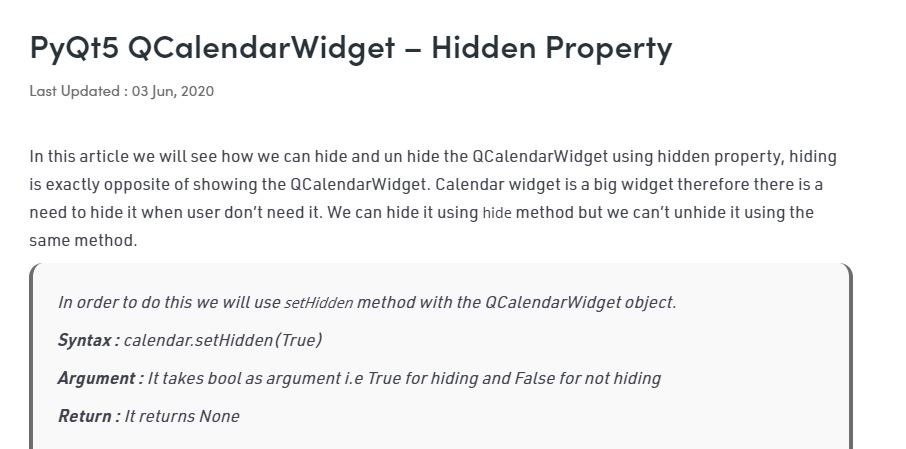 PyQt5 QCalendarWidget – Hidden Property
Last Updated : 03 Jun, 2020
In this article we will see how we can hide and un hide the QCalendarWidget using hidden property, hiding
is exactly opposite of showing the QCalendarWidget. Calendar widget is a big widget therefore there is a
need to hide it when user don’t need it. We can hide it using hide method but we can’t unhide it using the
same method.
In order to do this we will use setHidden method with the QCalendarWidget object.
Syntax : calendar.setHidden(True)
Argument : It takes bool as argument i.e True for hiding and False for not hiding
Return : It returns None